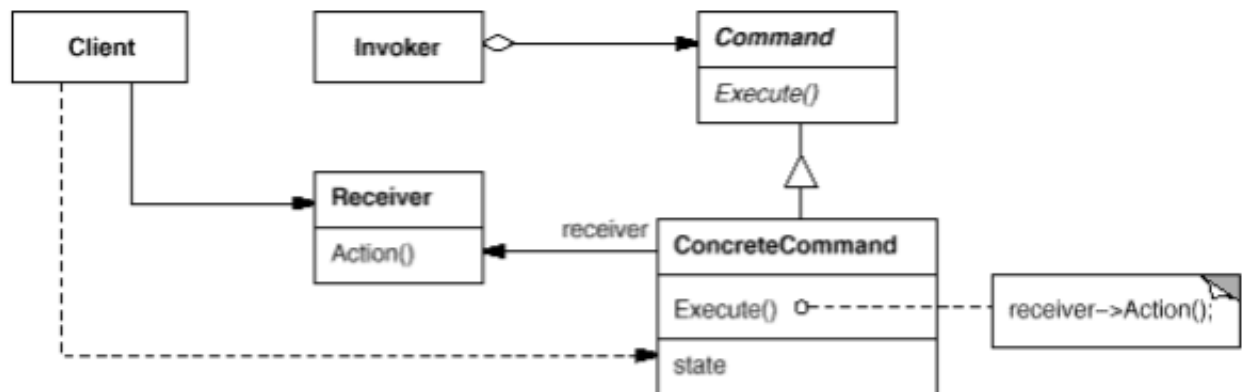 Client
Invoker
Command
Execute()
Receiver
Action()
receiver
ConcreteCommand
Execute()
receiver->Action();
state